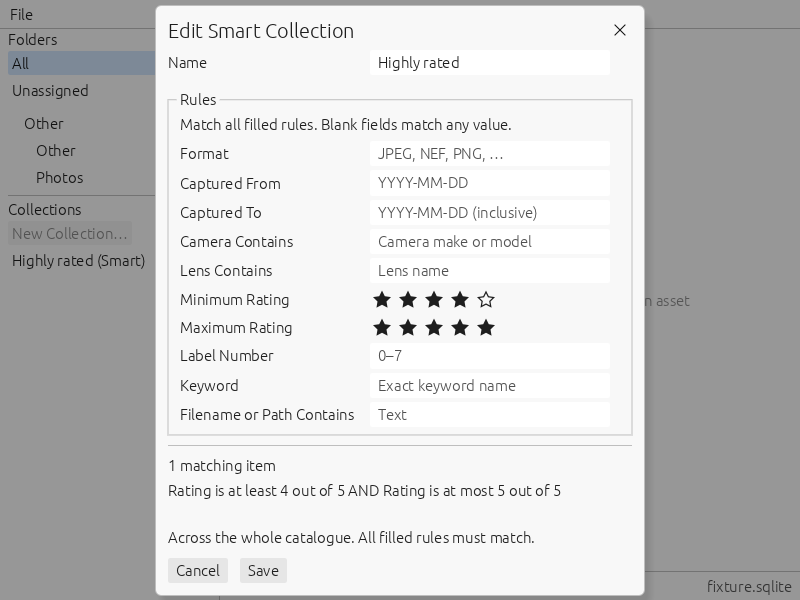 File
Folders
All
Unassigned
Other
Other
Photos
Collections
New Collection...
Highly rated (Smart)
Edit Smart Collection
Name
Highly rated
Rules
Match all filled rules. Blank fields match any value.
Format
JPEG, NEF, PNG, ...
Captured From
YYYY-MM-DD
Captured To
YYYY-MM-DD (inclusive)
Camera Contains
Camera make or model
Lens Contains
Lens name
Minimum Rating
Maximum Rating
Label Number
0–7
Keyword
Exact keyword name
Filename or Path Contains
Text
1 matching item
Rating is at least 4 out of 5 AND Rating is at most 5 out of 5
Across the whole catalogue. All filled rules must match.
Cancel
Save
asset
fixture.sqlite